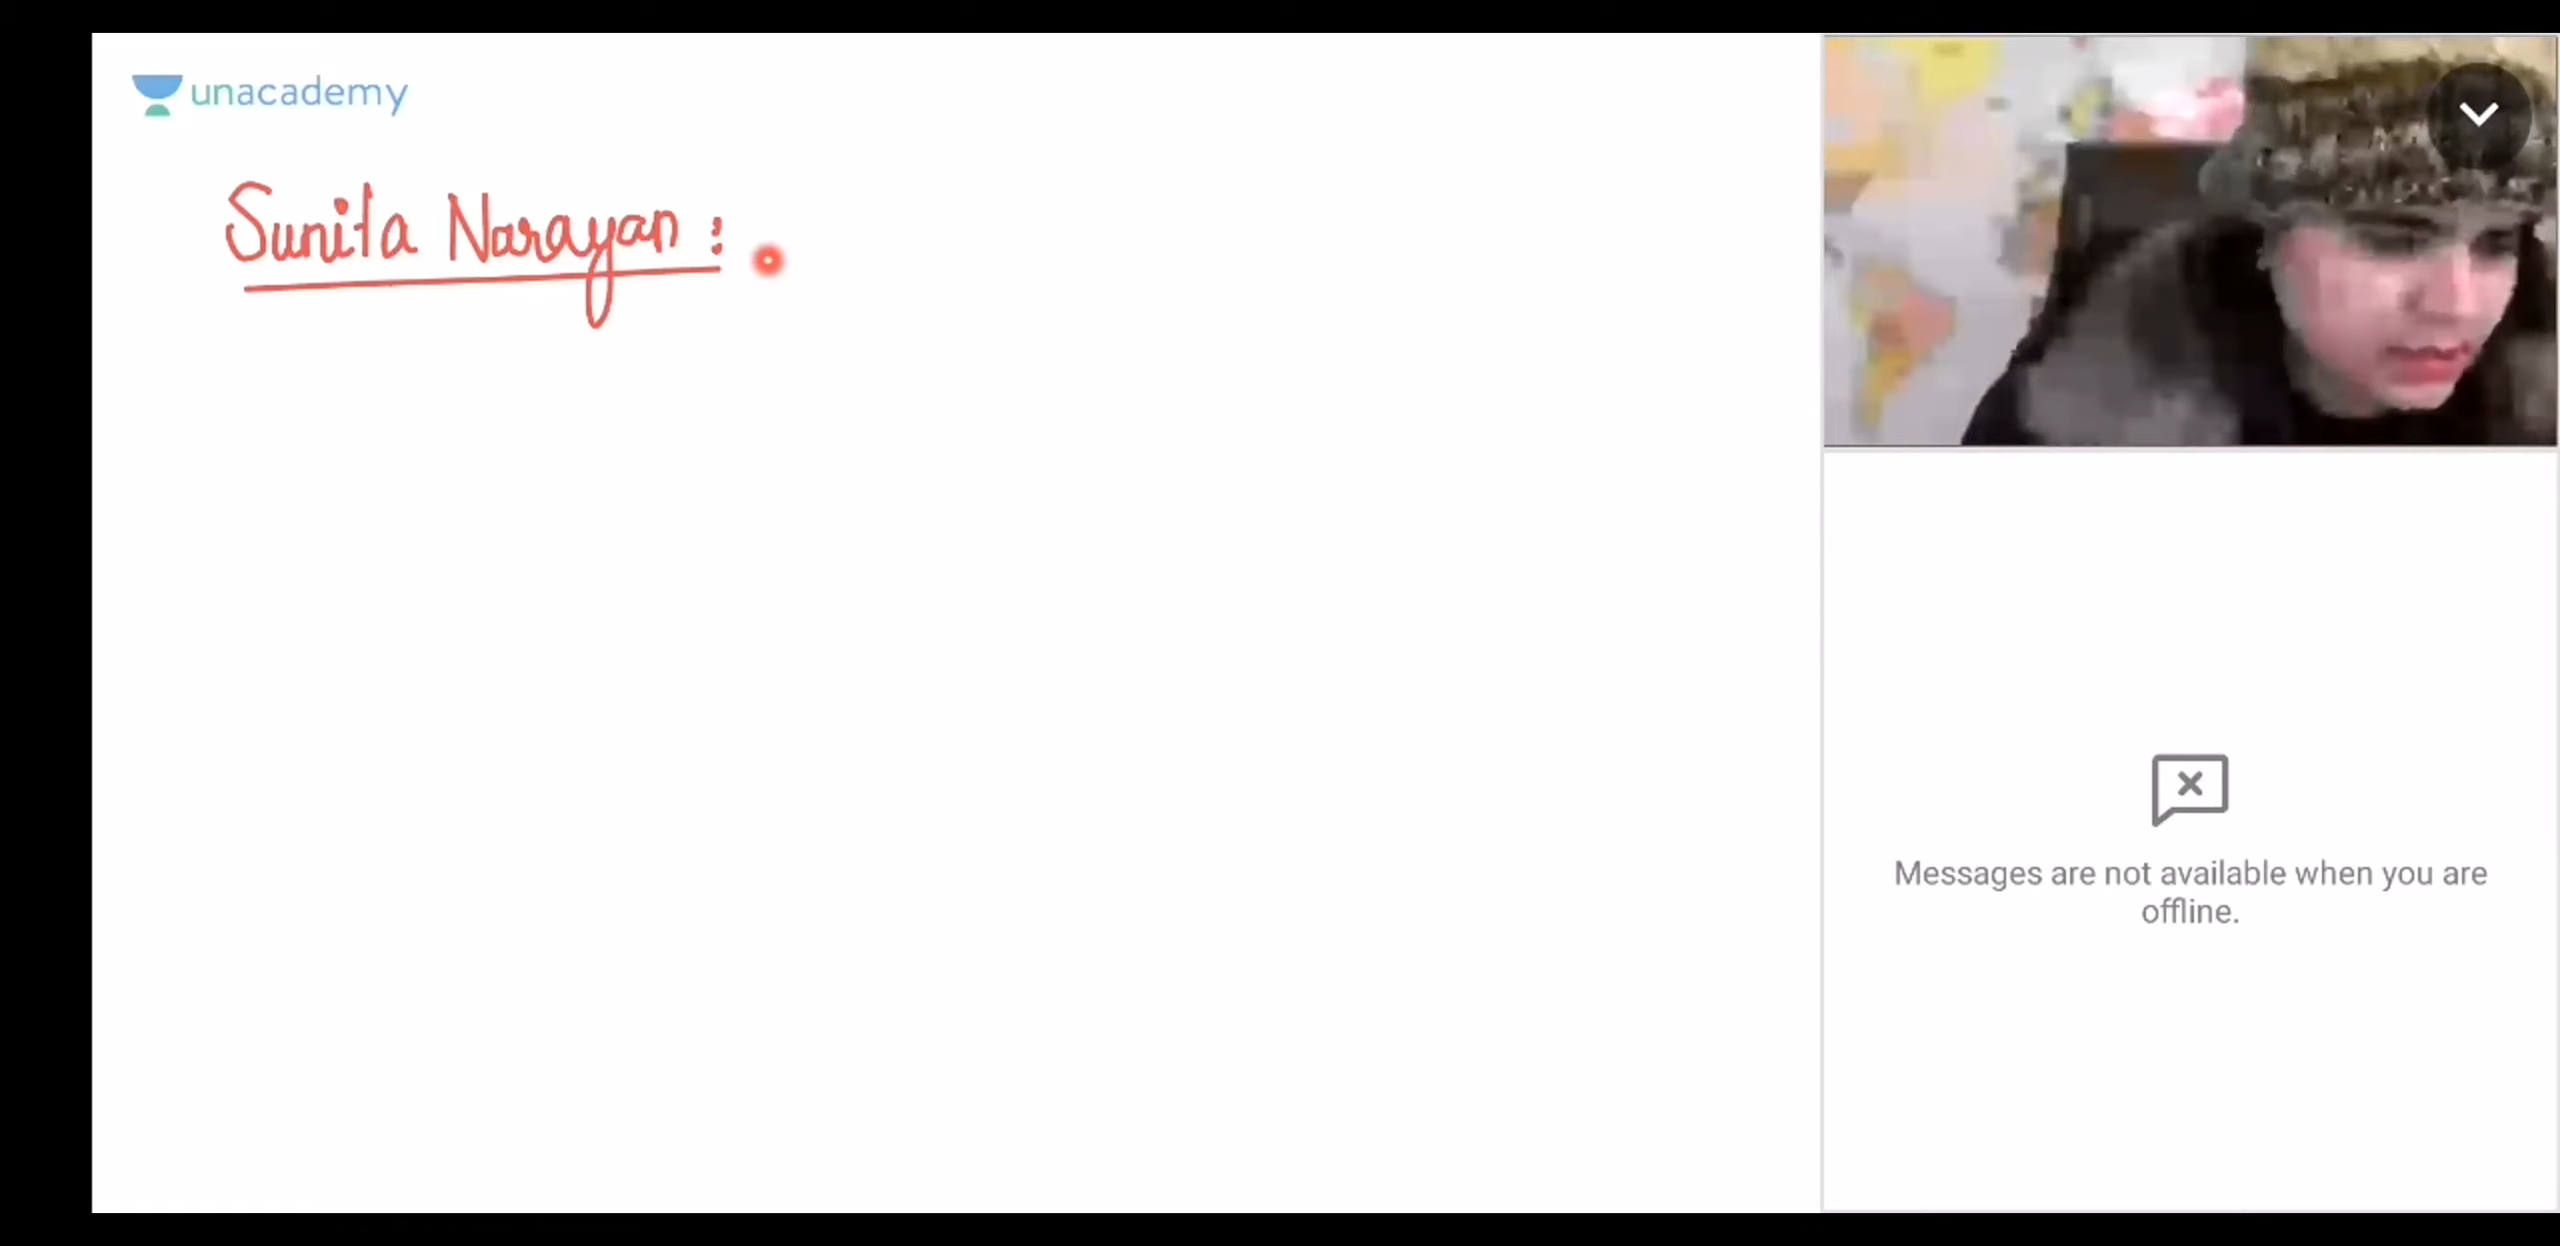 unacademy
Sunita Narayan :
Messages are not available when you are
offline.